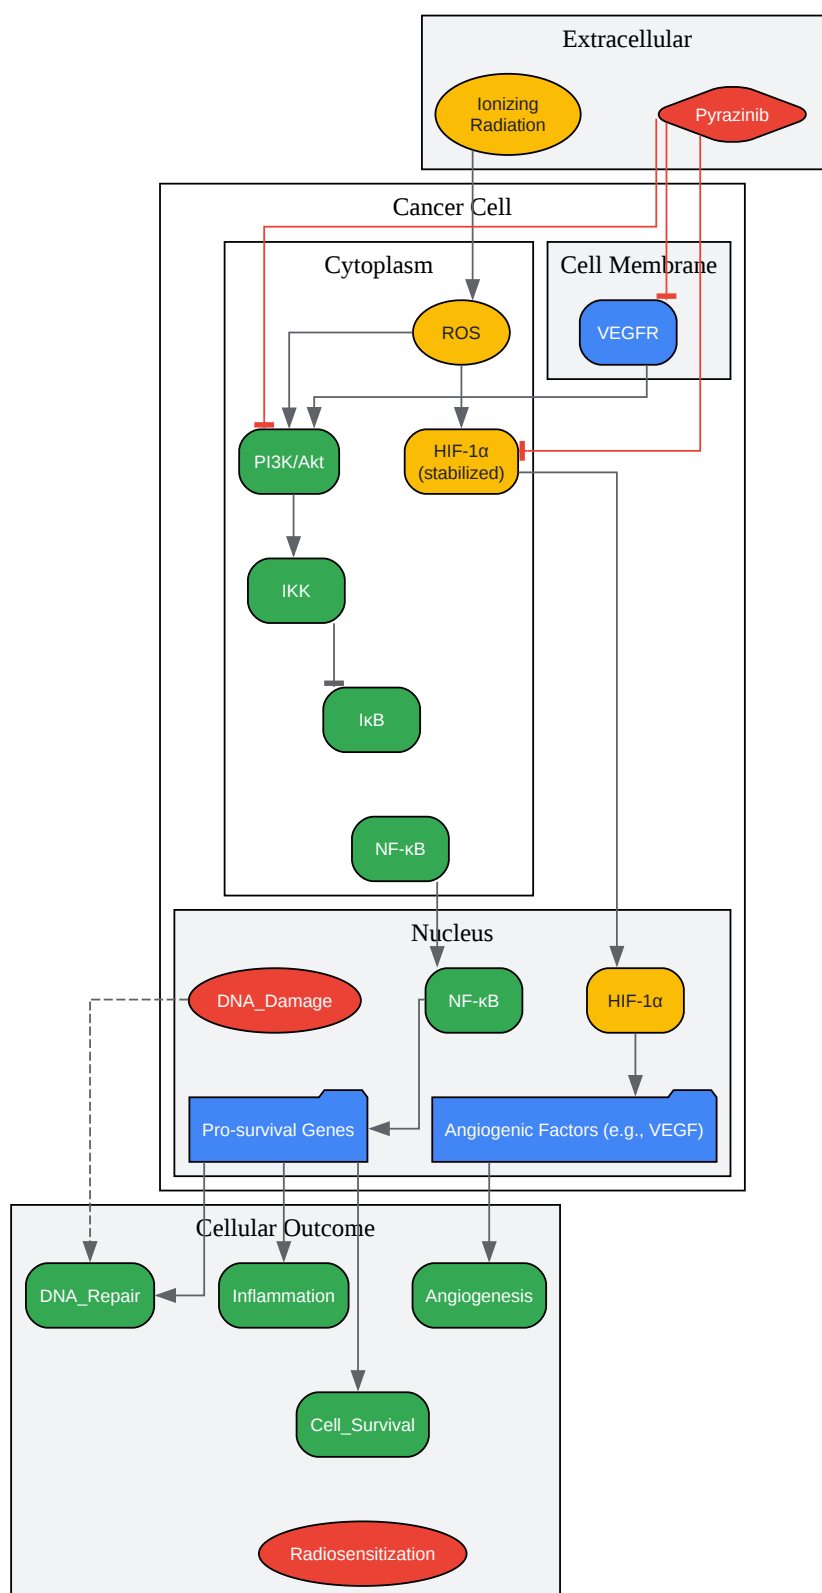 Extracellular
Ionizing
Radiation
Pyrazinib
Cancer Cell
Cytoplasm
Cell Membrane
ROS
VEGFR
PI3K/Akt
HIF-1α
(stabilized)
IKK
IκB
NF-κB
Nucleus
DNA_Damage
NF-κB
HIF-1α
Pro-survival Genes
Angiogenic Factors (e.g., VEGF)
Cellular Outcome
DNA_Repair
Inflammation
Angiogenesis
Cell_Survival
Radiosensitization